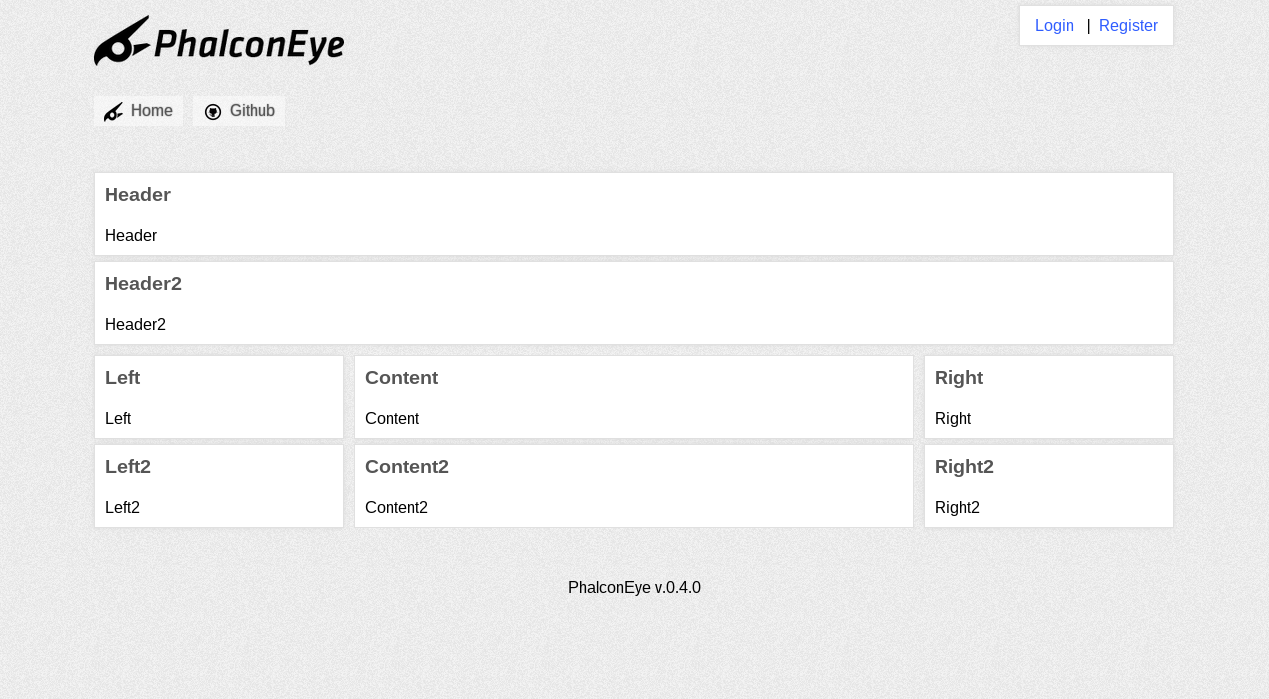 PhalconEye
Login | Register
Home
Github
Header
Header
Header2
Header2
Left
Left
Left2
Left2
Content
Content
Content2
Content2
Right
Right
Right2
Right2
PhalconEye v.0.4.0